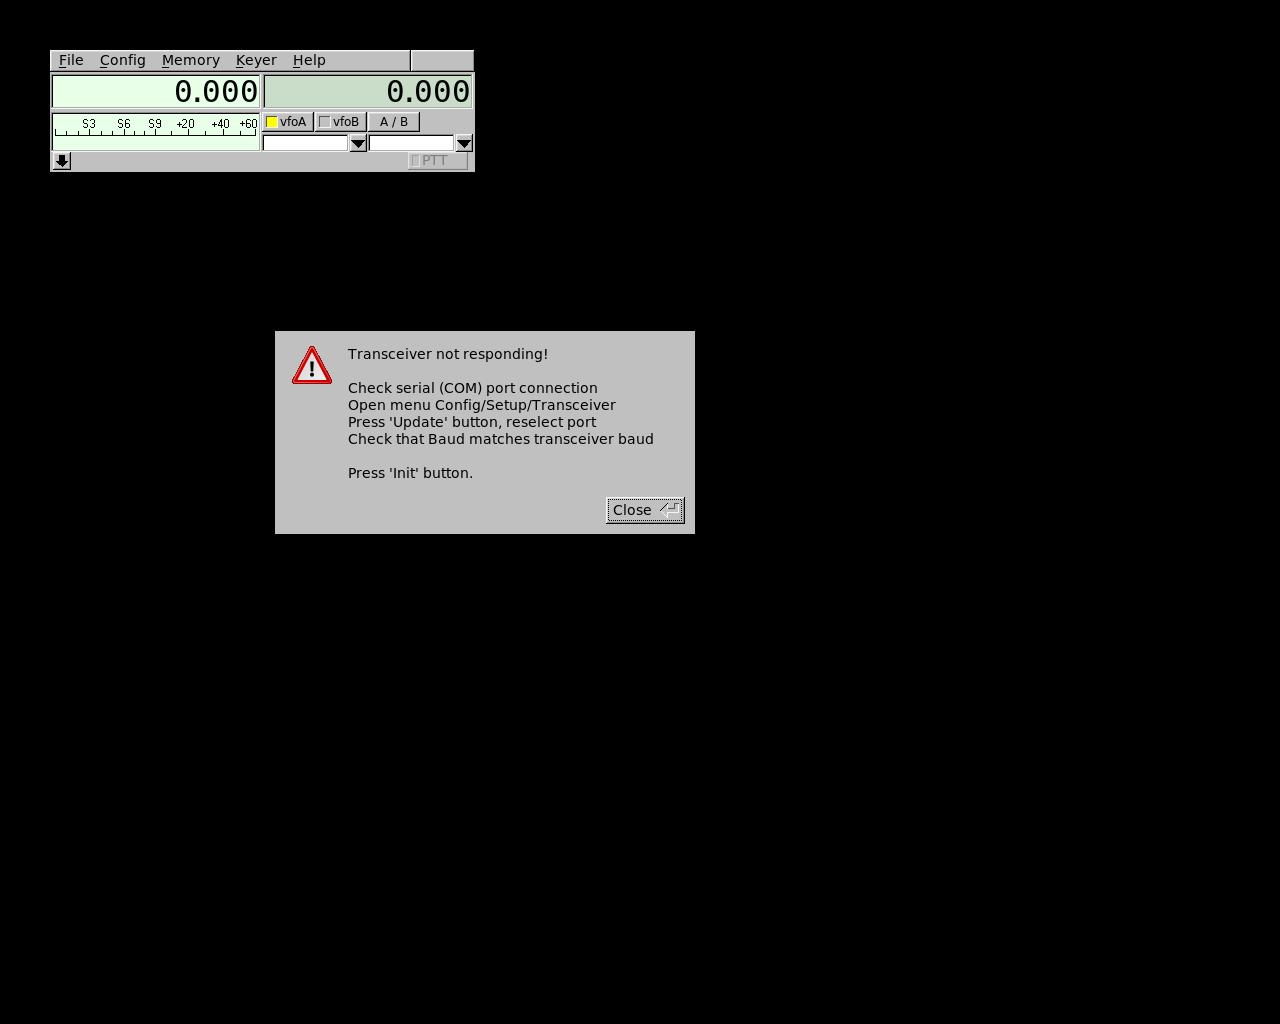 File Config Memory Keyer Help
0.000 0.000
S3 S6 S9 +20 +40 +60
vfoA vfoB A / B
PTT
Transceiver not responding!
Check serial (COM) port connection
Open menu Config/Setup/Transceiver
Press 'Update' button, reselect port
Check that Baud matches transceiver baud
Press 'Init' button.
Close